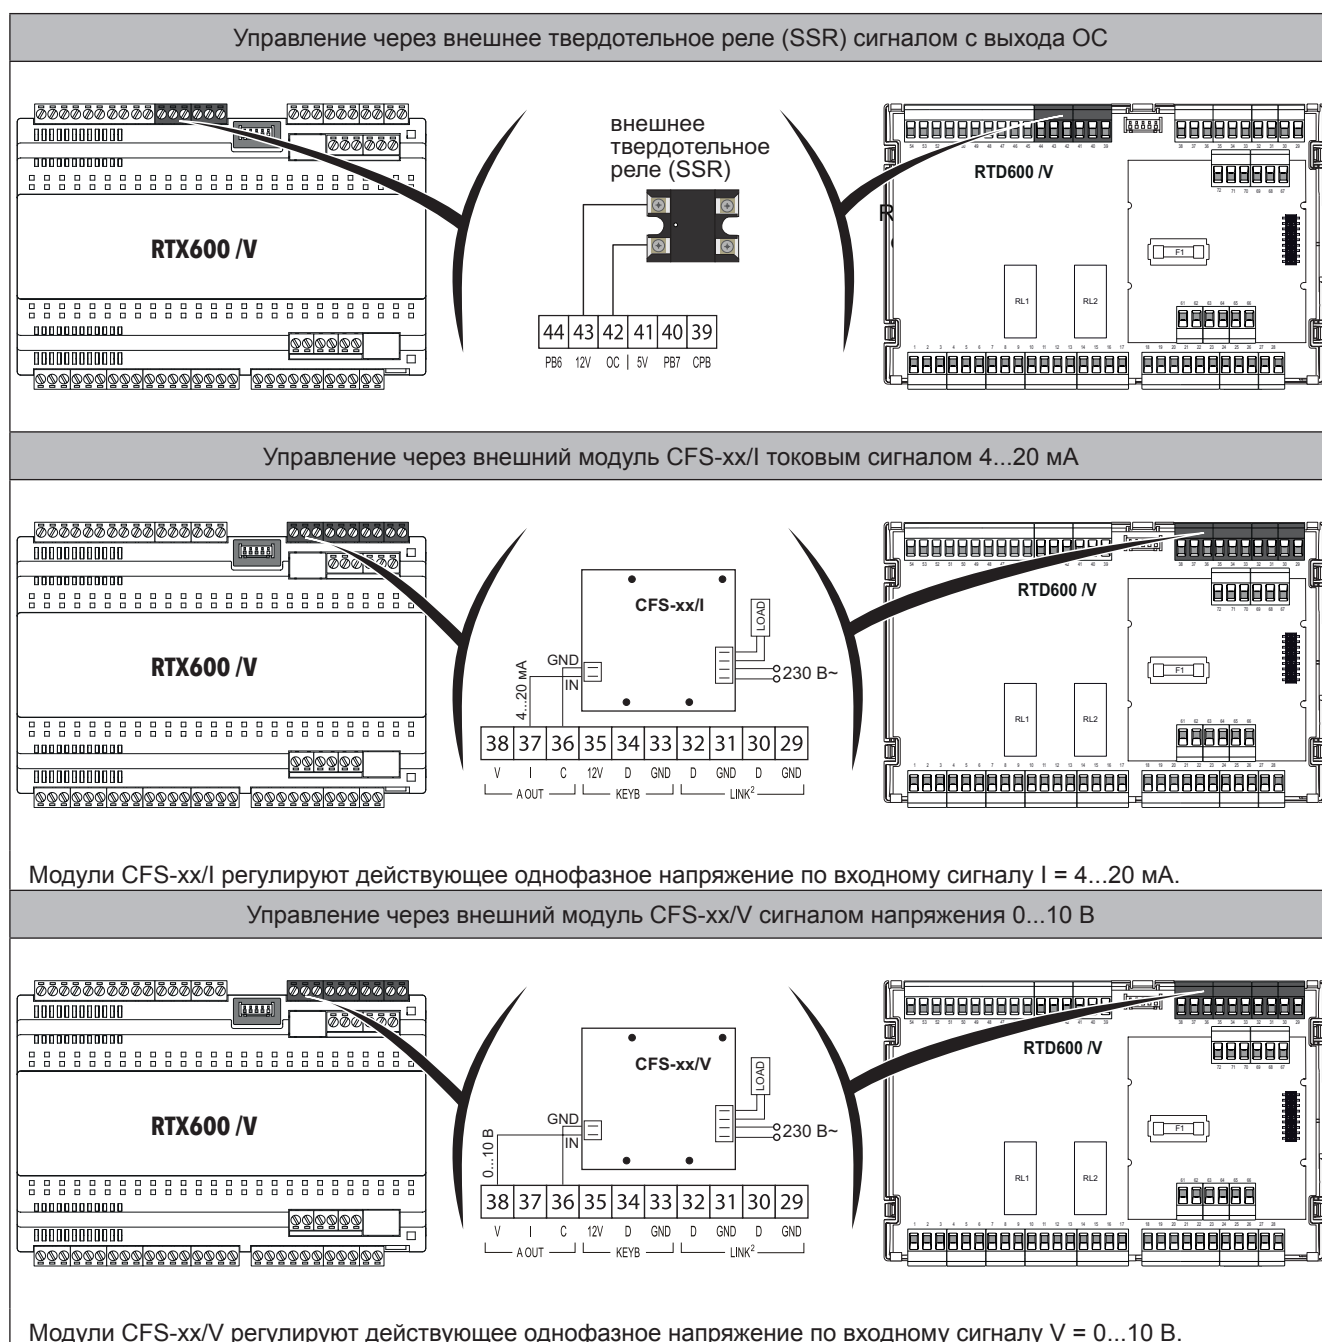 Управление через внешнее твердотельное реле (SSR) сигналом с выхода ОС
внешнее
твердотельное
реле (SSR)
RTX600 /V
RTD600 /V
R
F1
RL1 RL2
44 43 42 41 40 39
PB6 12V OC 5V PB7 CPB
Управление через внешний модуль CFS-xx/I токовым сигналом 4...20 мА
CFS-xx/I
LOAD
GND
IN
4...20 мА
230 В~
RTX600 /V
RTD600 /V
F1
RL1 RL2
38 37 36 35 34 33 32 31 30 29
V I C 12V D GND D GND D GND
A OUT KEYB LINK²
Модули CFS-xx/I регулируют действующее однофазное напряжение по входному сигналу I = 4...20 мА.
Управление через внешний модуль CFS-xx/V сигналом напряжения 0...10 В
CFS-xx/V
LOAD
GND
IN
0...10 В
230 В~
RTX600 /V
RTD600 /V
F1
RL1 RL2
38 37 36 35 34 33 32 31 30 29
V I C 12V D GND D GND D GND
A OUT KEYB LINK²
Модули CFS-xx/V регулируют действующее однофазное напряжение по входному сигналу V = 0...10 В.